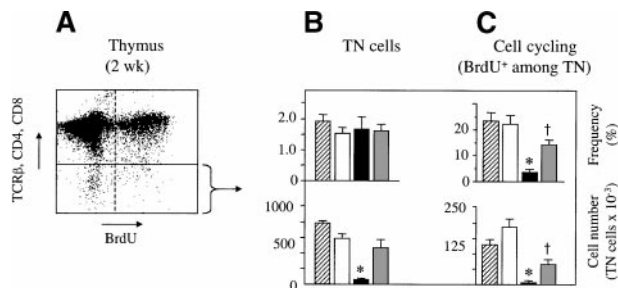 A
Thymus
(2 wk)
TCRβ, CD4, CD8
BrdU
B
TN cells
2.0
1.0
0
1000
500
0
C
Cell cycling
(BrdU⁺ among TN)
30
20
10
0
*
†
Frequency
(%)
250
125
0
*
*
†
Cell number
(TN cells x 10⁻³)